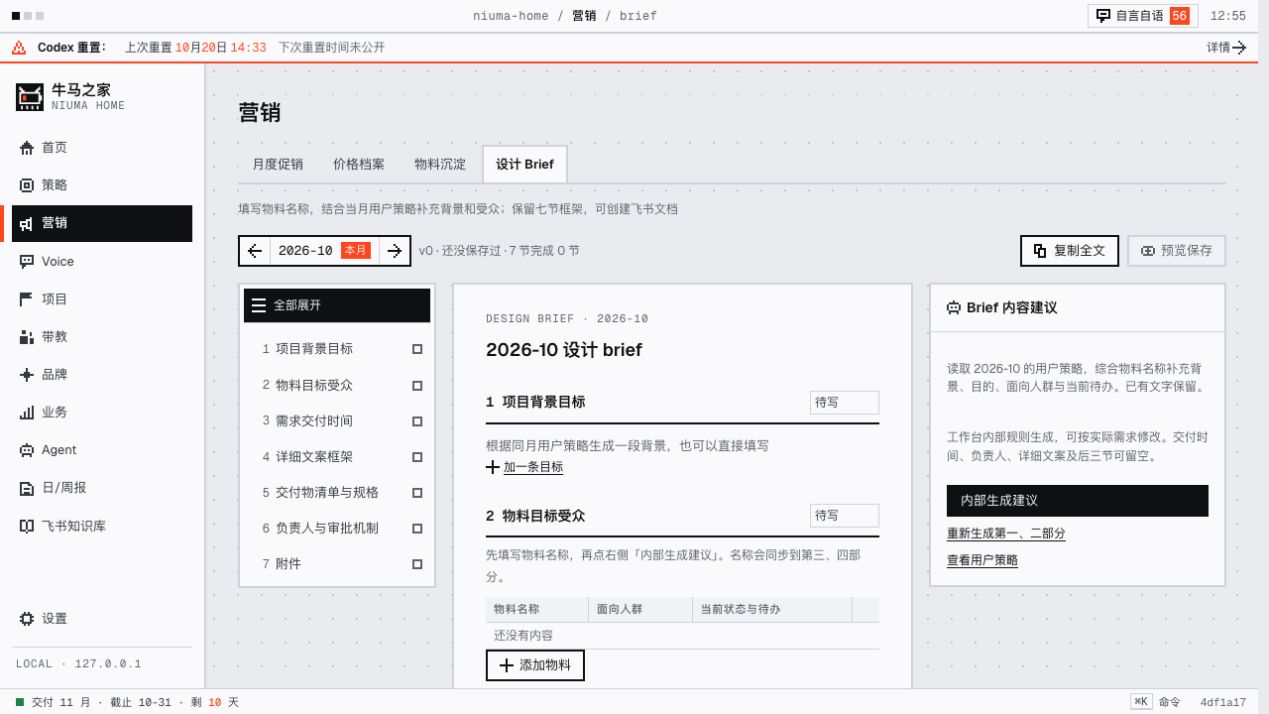 niuma-home / 营销 / brief
自言自语 56
12:55
Codex 重置： 上次重置 10月20日 14:33 下次重置时间未公开
详情
牛马之家
NIUMA HOME
首页
策略
营销
Voice
项目
带教
品牌
业务
Agent
日/周报
飞书知识库
设置
LOCAL · 127.0.0.1
营销
月度促销 价格档案 物料沉淀 设计 Brief
填写物料名称，结合当月用户策略补充背景和受众；保留七节框架，可创建飞书文档
2026-10 本月
v0 · 还没保存过 · 7 节完成 0 节
复制全文
预览保存
全部展开
1 项目背景目标
2 物料目标受众
3 需求交付时间
4 详细文案框架
5 交付物清单与规格
6 负责人与审批机制
7 附件
DESIGN BRIEF · 2026-10
2026-10 设计 brief
1 项目背景目标
待写
根据同月用户策略生成一段背景，也可以直接填写
加一条目标
2 物料目标受众
待写
先填写物料名称，再点右侧「内部生成建议」。名称会同步到第三、四部
分。
物料名称 面向人群 当前状态与待办
还没有内容
添加物料
Brief 内容建议
读取 2026-10 的用户策略，综合物料名称补充背
景、目的、面向人群与当前待办。已有文字保留。
工作台内部规则生成，可按实际需求修改。交付时
间、负责人、详细文案及后三节可留空。
内部生成建议
重新生成第一、二部分
查看用户策略
交付 11 月 · 截止 10-31 · 剩 10 天
⌘K 命令
4df1a17